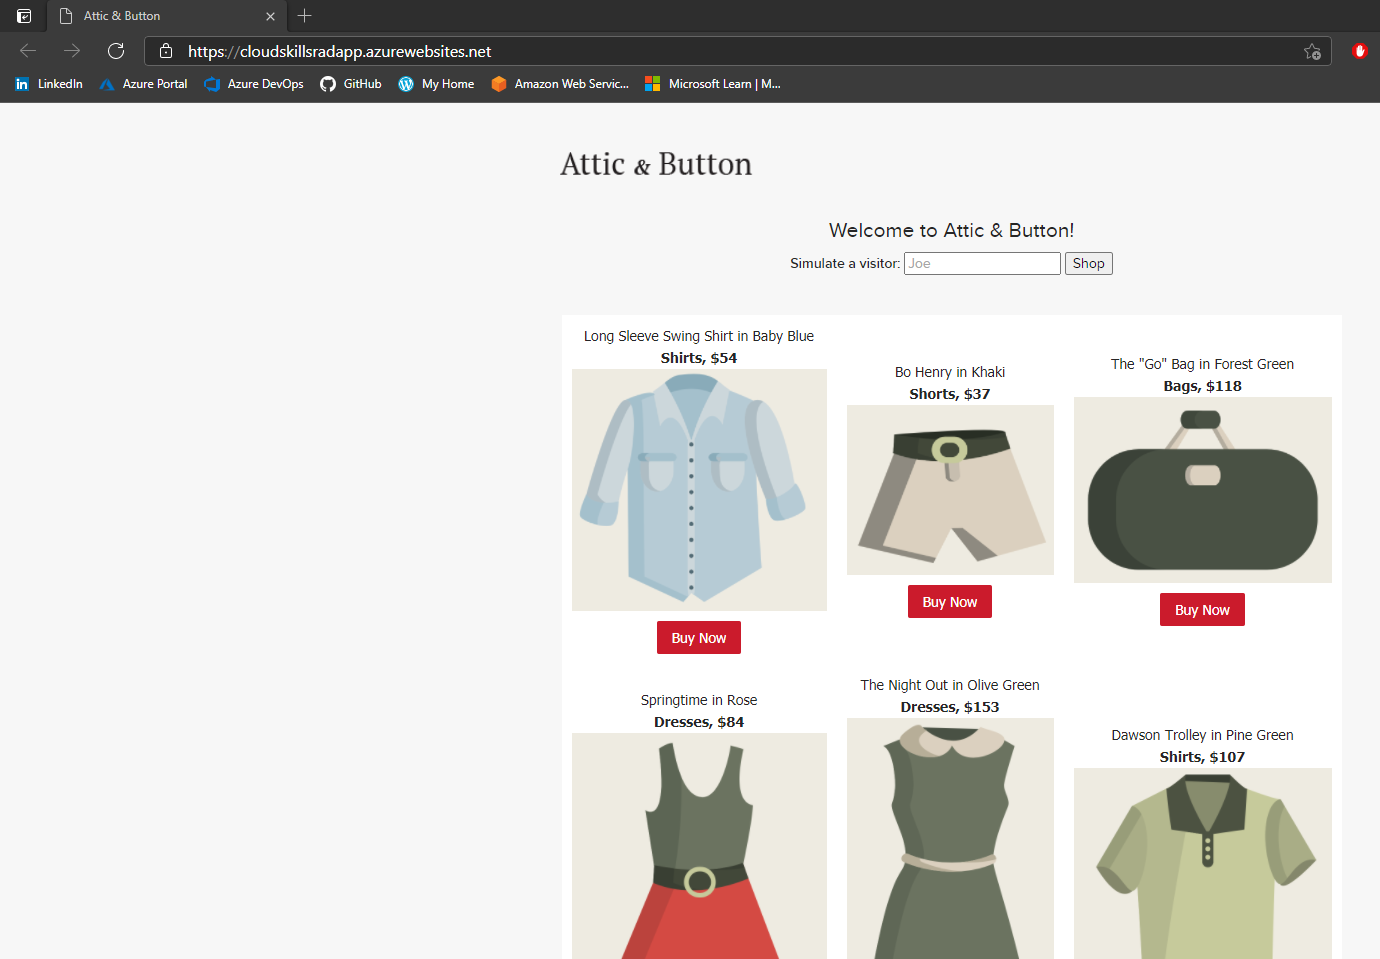 Attic & Button
https://cloudskillsradapp.azurewebsites.net
LinkedIn Azure Portal Azure DevOps GitHub My Home Amazon Web Servic... Microsoft Learn | M...
Attic & Button
Welcome to Attic & Button!
Simulate a visitor: Joe Shop
Long Sleeve Swing Shirt in Baby Blue
Shirts, $54
Buy Now
Bo Henry in Khaki
Shorts, $37
Buy Now
The "Go" Bag in Forest Green
Bags, $118
Buy Now
Springtime in Rose
Dresses, $84
The Night Out in Olive Green
Dresses, $153
Dawson Trolley in Pine Green
Shirts, $107